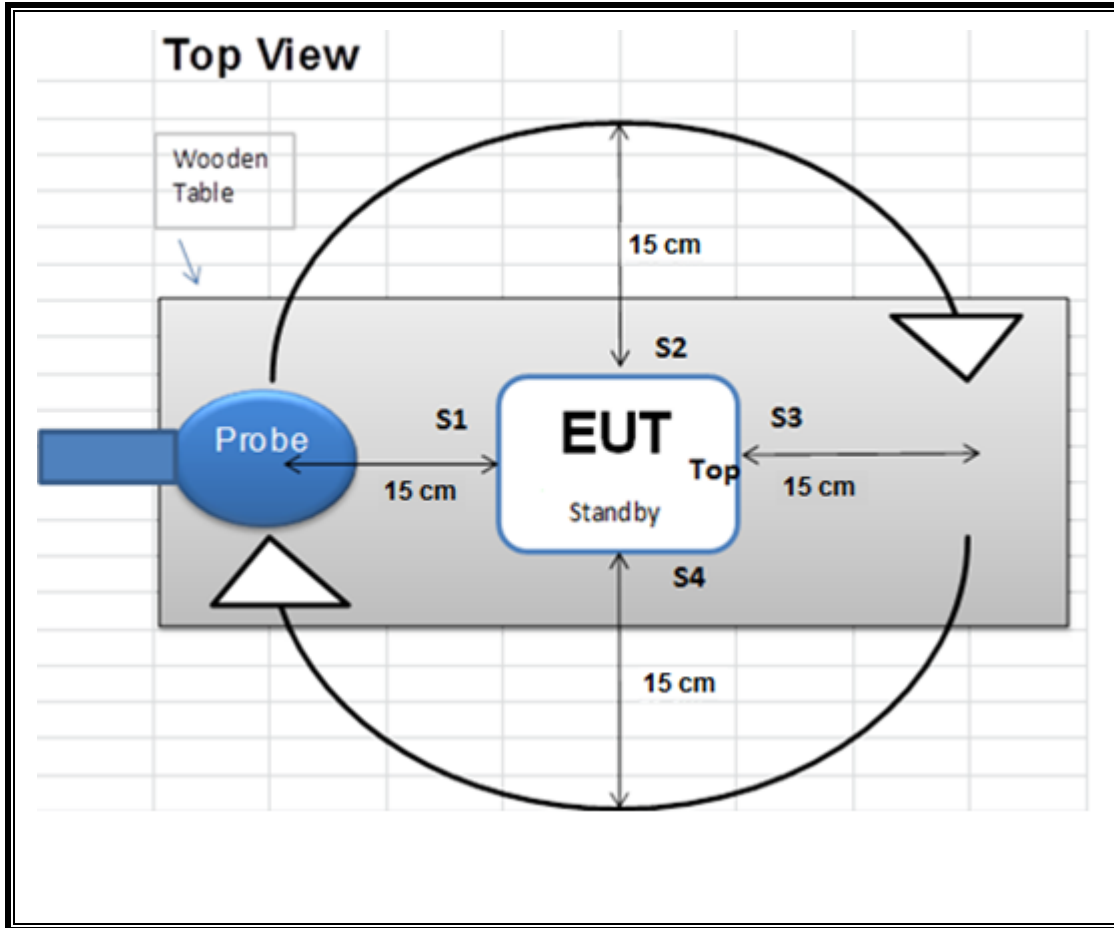 Top View
Wooden
Table
15 cm
S2
S1
S3
Probe
EUT
Top
15 cm
15 cm
Standby
S4
15 cm